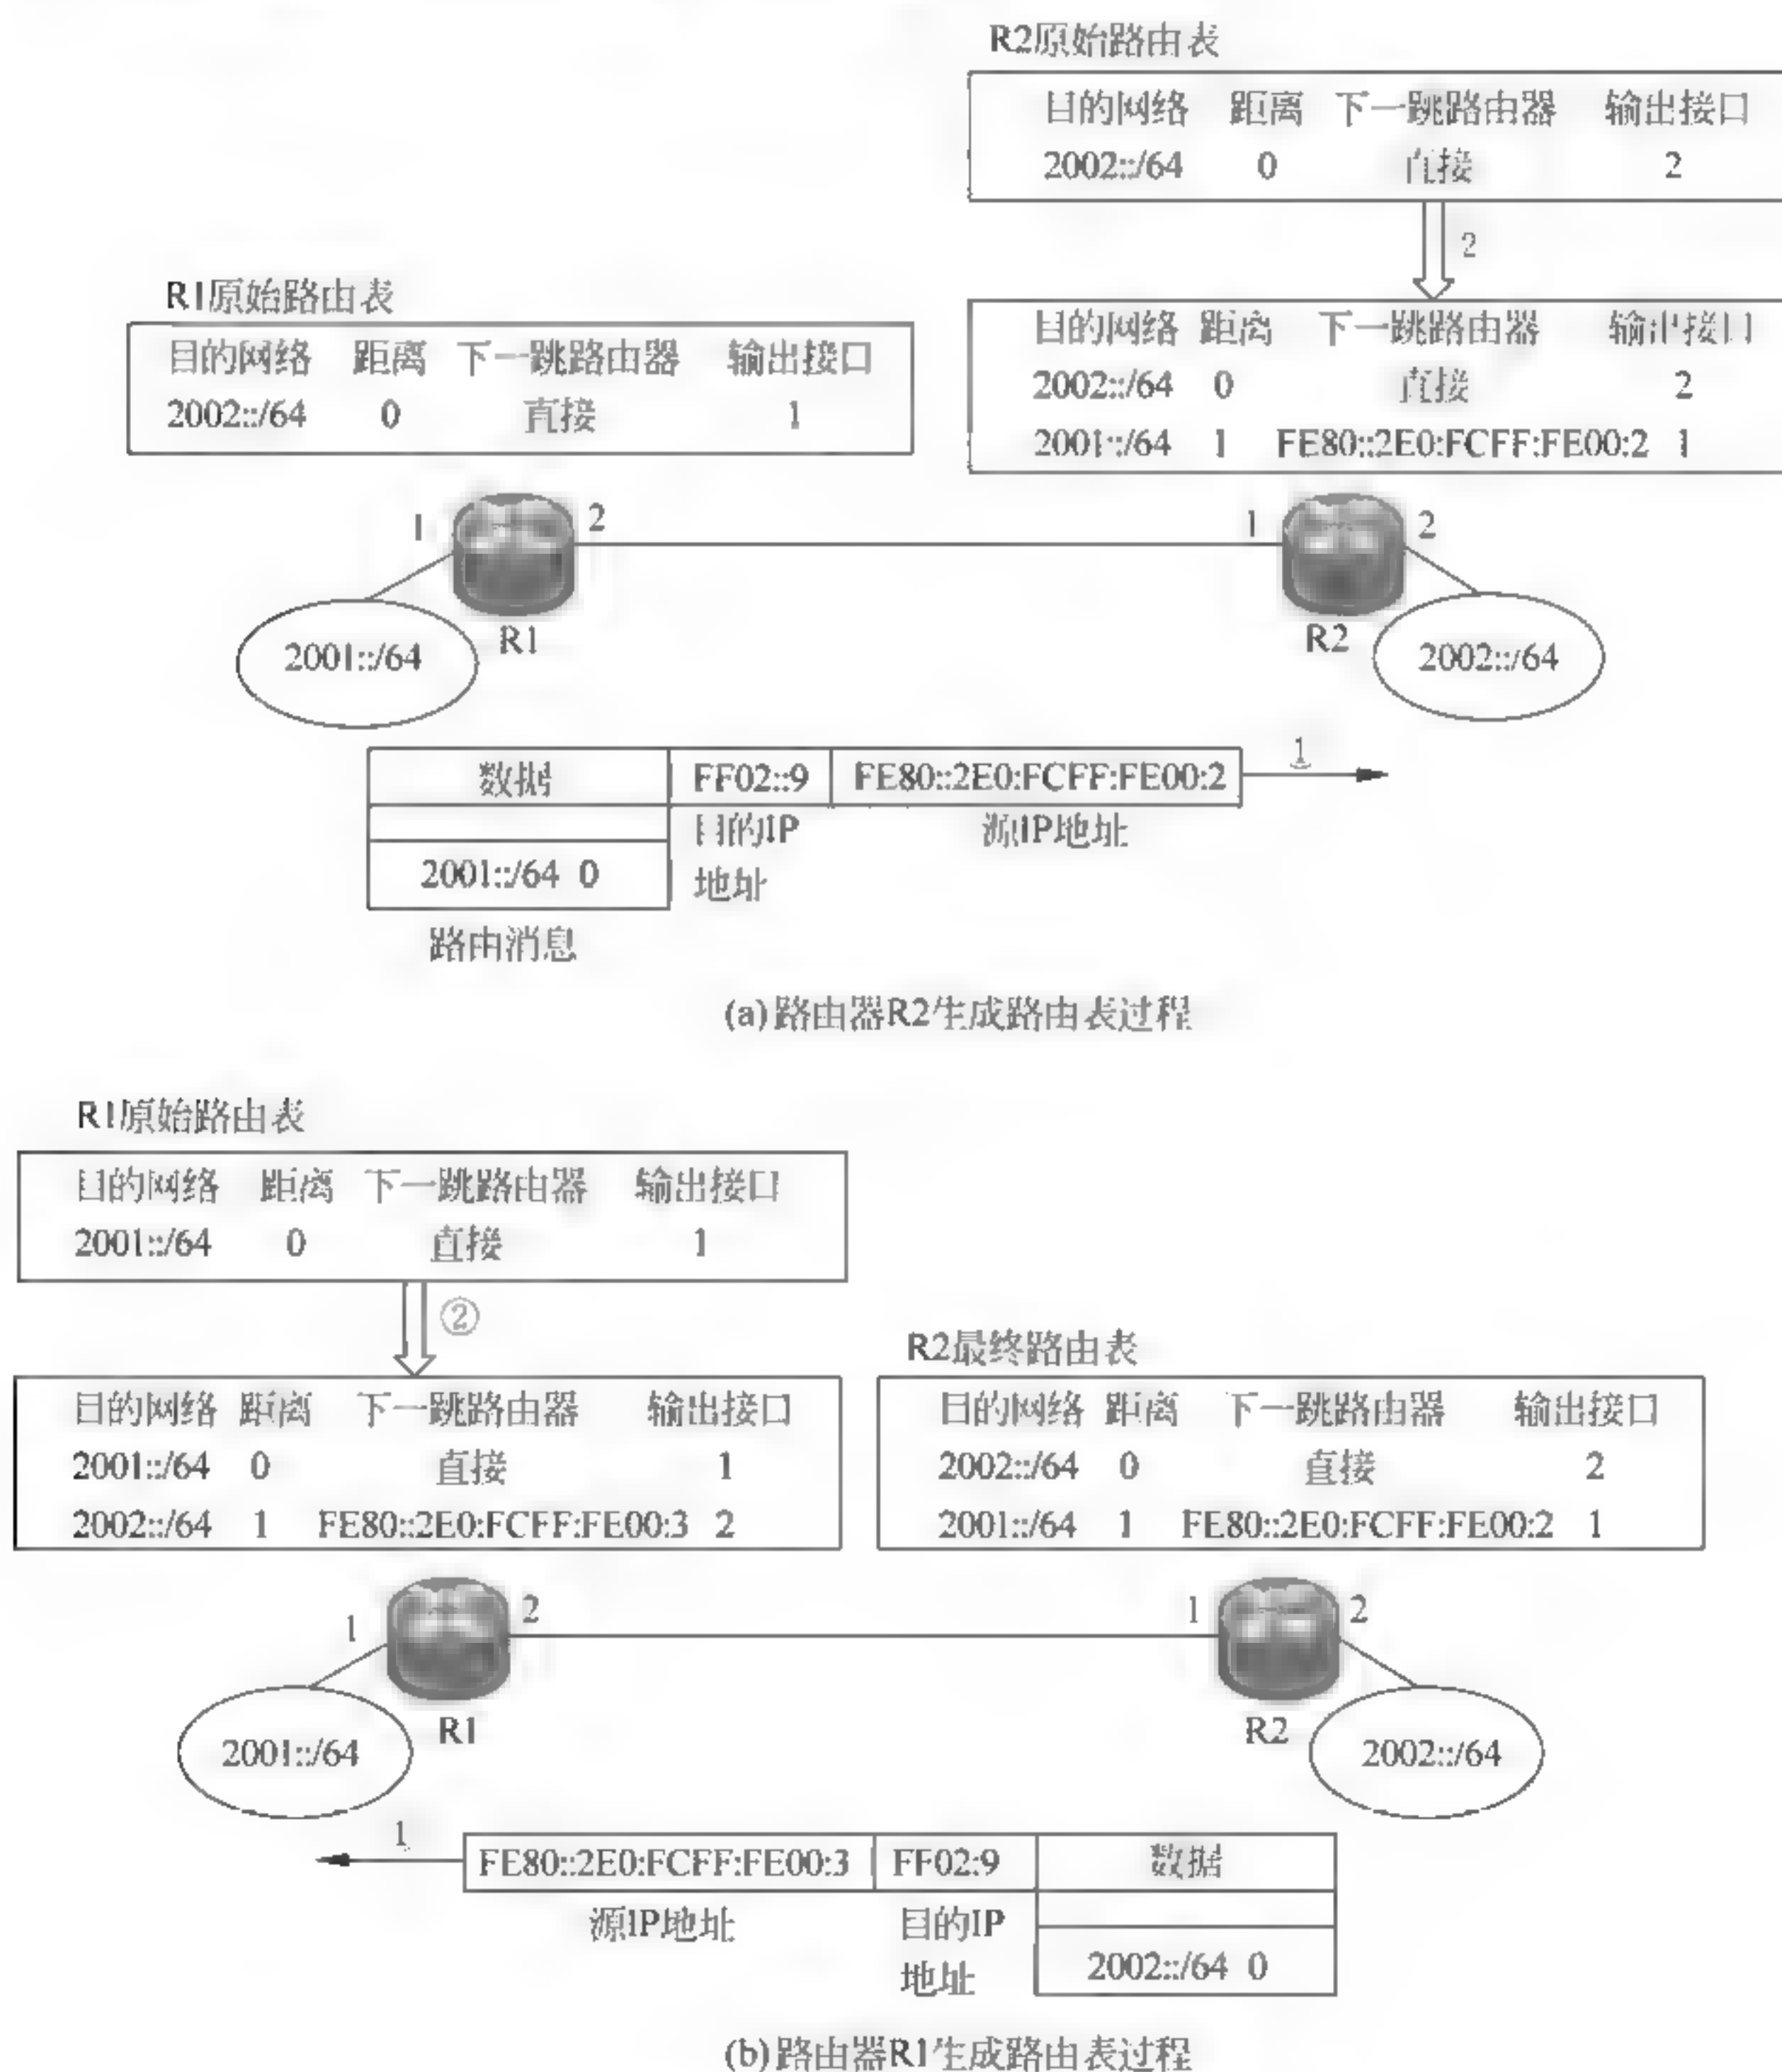 R2原始路由表
目的网络 距离 下一跳路由器 输出接口
2002::/64 0 直接 2
2
R1原始路由表
目的网络 距离 下一跳路由器 输出接口
2002::/64 0 直接 1
目的网络 距离 下一跳路由器 输出接口
2002::/64 0 直接 2
2001::/64 1 FE80::2E0:FCFF:FE00:2 1
1 2 1 2
R1 R2
2001::/64 2002::/64
数据 FF02::9 FE80::2E0:FCFF:FE00:2 1
目的IP 源IP地址
2001::/64 0 地址
路由消息
(a) 路由器R2生成路由表过程
R1原始路由表
目的网络 距离 下一跳路由器 输出接口
2001::/64 0 直接 1
②
R2最终路由表
目的网络 距离 下一跳路由器 输出接口
2001::/64 0 直接 1
2002::/64 1 FE80::2E0:FCFF:FE00:3 2
目的网络 距离 下一跳路由器 输出接口
2002::/64 0 直接 2
2001::/64 1 FE80::2E0:FCFF:FE00:2 1
1 2 1 2
R1 R2
2001::/64 2002::/64
1 FE80::2E0:FCFF:FE00:3 FF02:9 数据
源IP地址 目的IP
地址 2002::/64 0
(b) 路由器R1生成路由表过程